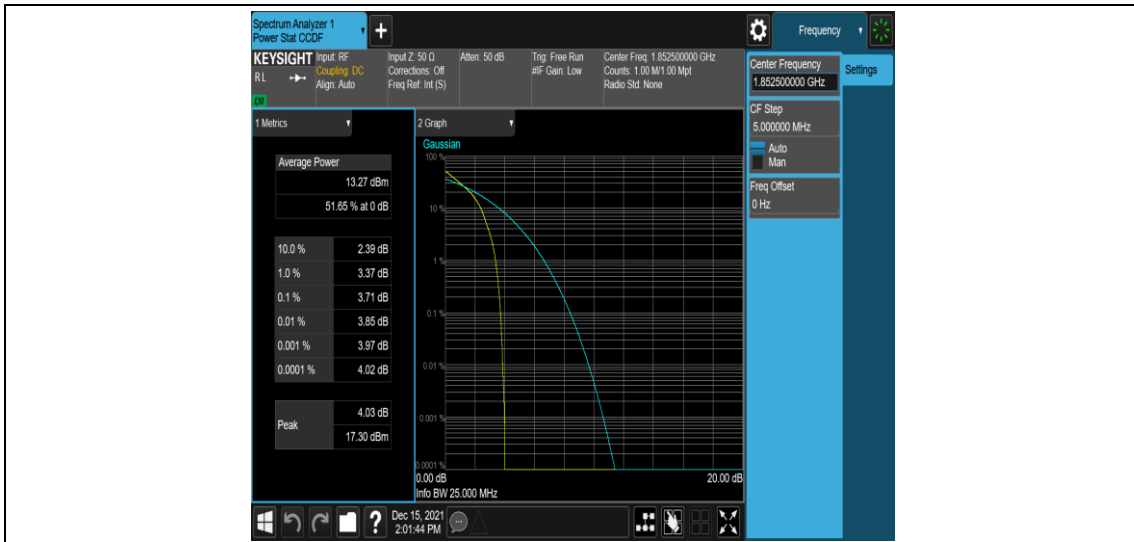 Spectrum Analyzer 1
Power Stat CCDF
Frequency
KEYSIGHT
RL
LXI
Input: RF
Coupling: DC
Align: Auto
Input Z: 50 Ω
Corrections: Off
Freq Ref: Int (S)
Atten: 50 dB
Trig: Free Run
#IF Gain: Low
Center Freq: 1.852500000 GHz
Counts: 1.00 M/1.00 Mpt
Radio Std: None
Center Frequency
1.852500000 GHz
Settings
CF Step
5.000000 MHz
Auto
Man
Freq Offset
0 Hz
1 Metrics
Average Power
13.27 dBm
51.65 % at 0 dB
10.0 % 2.39 dB
1.0 % 3.37 dB
0.1 % 3.71 dB
0.01 % 3.85 dB
0.001 % 3.97 dB
0.0001 % 4.02 dB
Peak
4.03 dB
17.30 dBm
2 Graph
Gaussian
100 %
10 %
1 %
0.1 %
0.01 %
0.001 %
0.0001 %
0.00 dB 20.00 dB
Info BW 25.000 MHz
?
Dec 15, 2021
2:01:44 PM